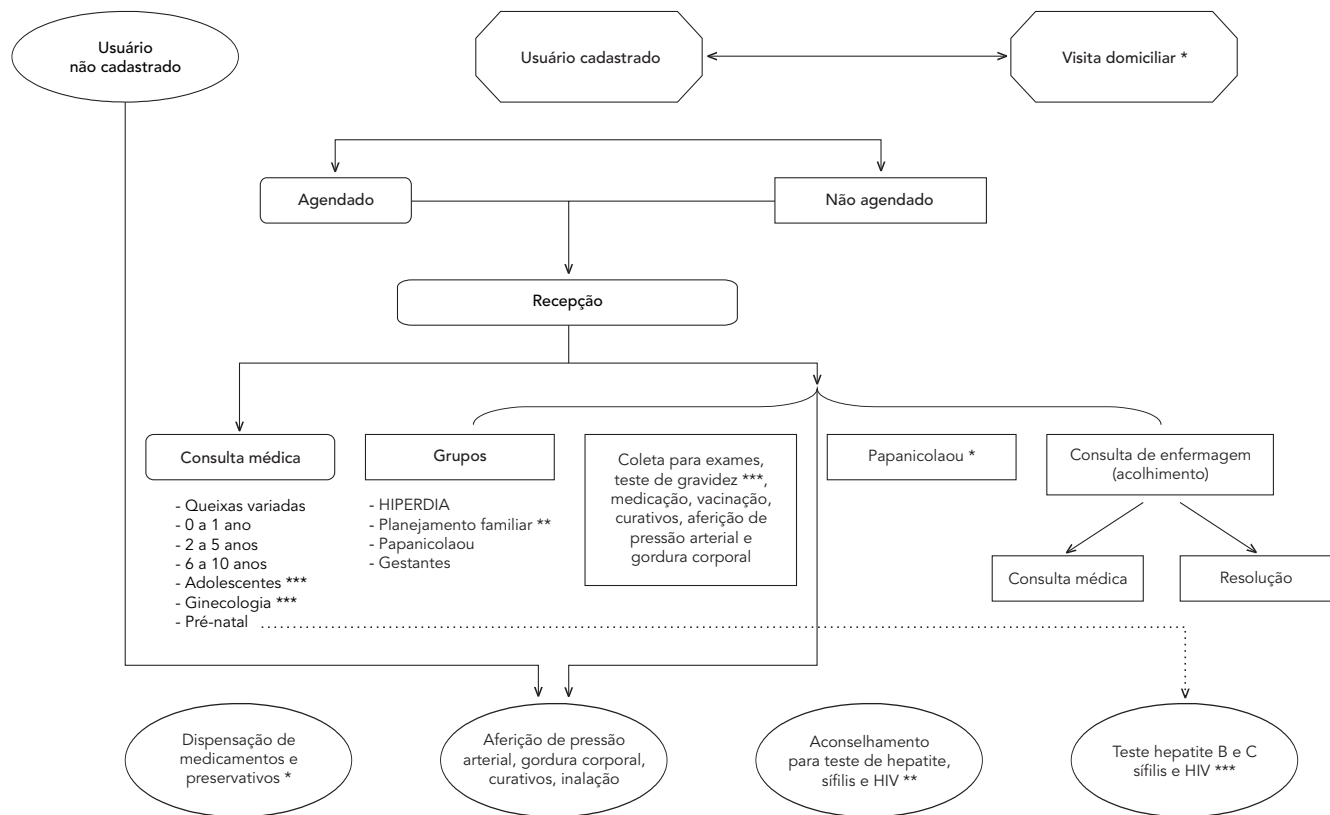 Usuário
não cadastrado
Usuário cadastrado
Visita domiciliar *
Agendado
Não agendado
Recepção
Consulta médica
- Queixas variadas
- 0 a 1 ano
- 2 a 5 anos
- 6 a 10 anos
- Adolescentes ***
- Ginecologia ***
- Pré-natal
Grupos
- HIPERDIA
- Planejamento familiar **
- Papanicolaou
- Gestantes
Coleta para exames,
teste de gravidez ***,
medicação, vacinação,
curativos, aferição de
pressão arterial e
gordura corporal
Papanicolaou *
Consulta de enfermagem
(acolhimento)
Consulta médica
Resolução
Dispensação de
medicamentos e
preservativos *
Aferição de pressão
arterial, gordura corporal,
curativos, inalação
Aconselhamento
para teste de hepatite,
sífilis e HIV **
Teste hepatite B e C
sífilis e HIV ***